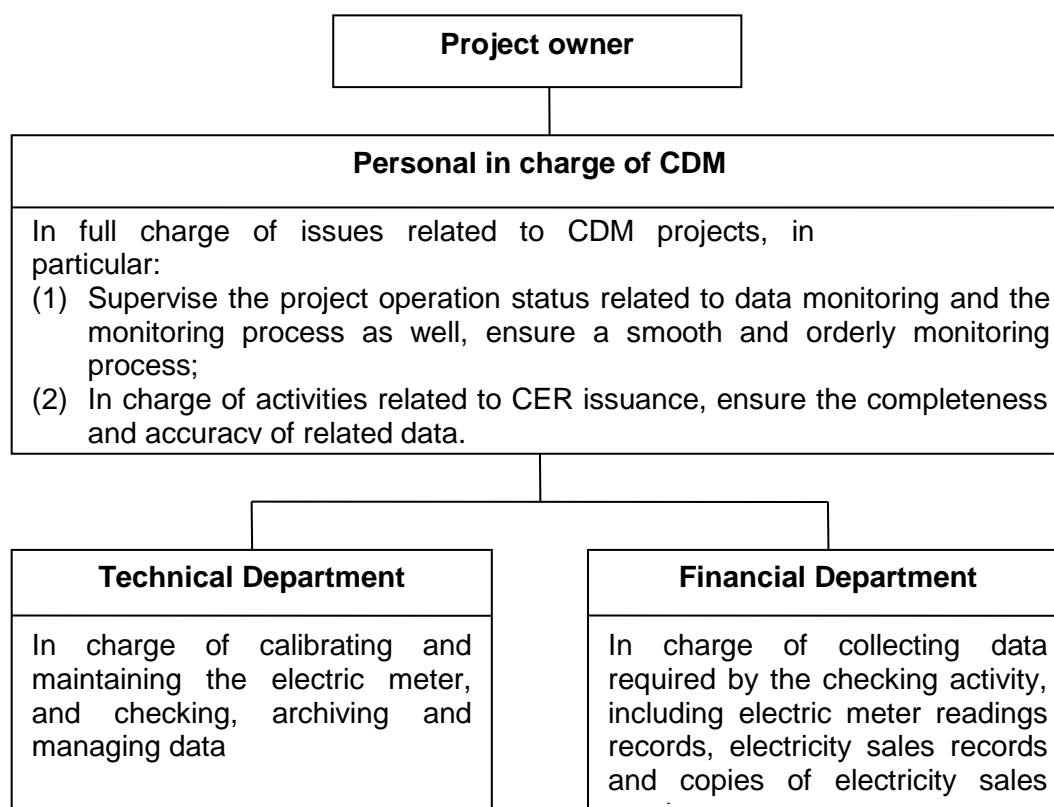 Project owner
Personal in charge of CDM
In full charge of issues related to CDM projects, in
particular:
(1) Supervise the project operation status related to data monitoring and the
monitoring process as well, ensure a smooth and orderly monitoring
process;
(2) In charge of activities related to CER issuance, ensure the completeness
and accuracy of related data.
Technical Department
In charge of calibrating and
maintaining the electric meter,
and checking, archiving and
managing data
Financial Department
In charge of collecting data
required by the checking activity,
including electric meter readings
records, electricity sales records
and copies of electricity sales